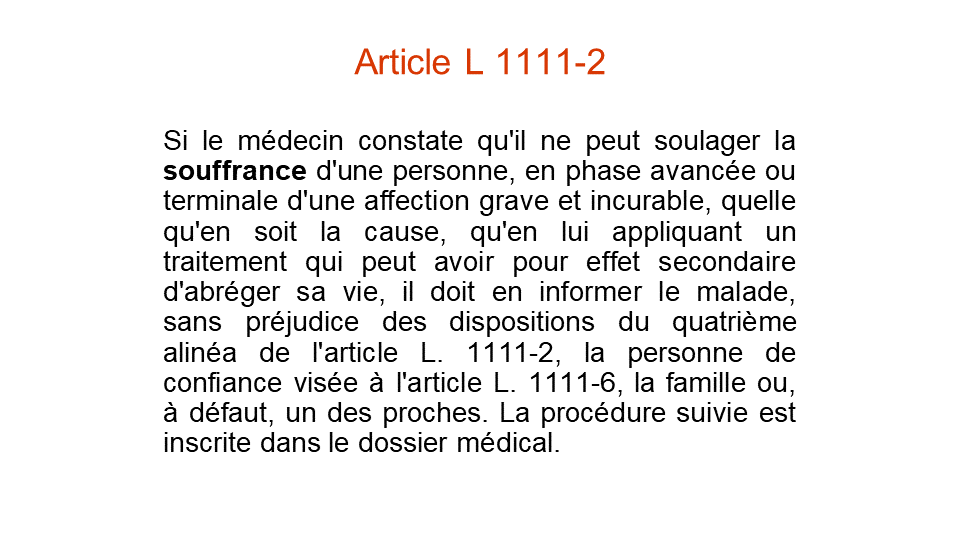 Article L 1111-2
Si le médecin constate qu'il ne peut soulager la
souffrance d'une personne, en phase avancée ou
terminale d'une affection grave et incurable, quelle
qu'en soit la cause, qu'en lui appliquant un
traitement qui peut avoir pour effet secondaire
d'abréger sa vie, il doit en informer le malade,
sans préjudice des dispositions du quatrième
alinéa de l'article L. 1111-2, la personne de
confiance visée à l'article L. 1111-6, la famille ou,
à défaut, un des proches. La procédure suivie est
inscrite dans le dossier médical.